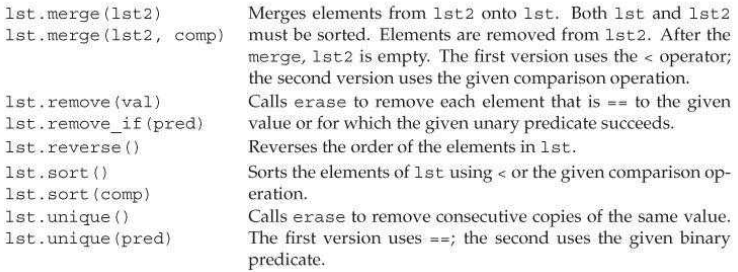 lst.merge(lst2) Merges elements from lst2 onto lst. Both lst and lst2
lst.merge(lst2, comp) must be sorted. Elements are removed from lst2. After the
merge, lst2 is empty. The first version uses the < operator;
the second version uses the given comparison operation.
lst.remove(val) Calls erase to remove each element that is == to the given
lst.remove_if(pred) value or for which the given unary predicate succeeds.
lst.reverse() Reverses the order of the elements in lst.
lst.sort() Sorts the elements of lst using < or the given comparison op-
lst.sort(comp) eration.
lst.unique() Calls erase to remove consecutive copies of the same value.
lst.unique(pred) The first version uses ==; the second uses the given binary
predicate.